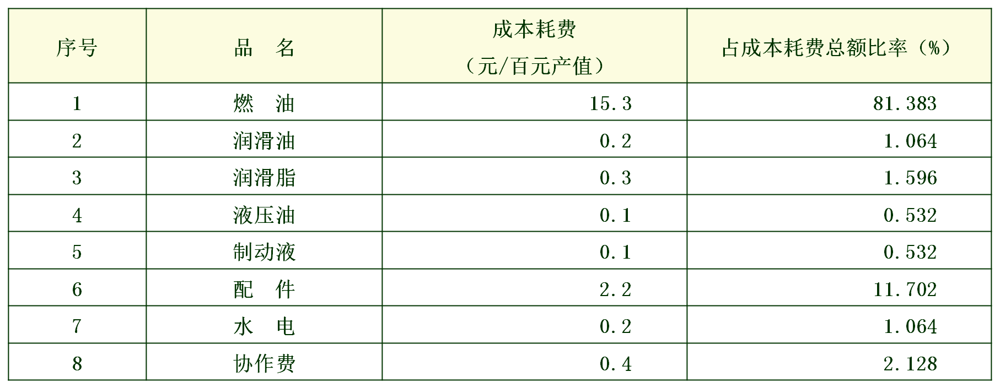 序号 品 名 成本耗费 占成本耗费总额比率（%）
（元/百元产值）
1 燃 油 15.3 81.383
2 润滑油 0.2 1.064
3 润滑脂 0.3 1.596
4 液压油 0.1 0.532
5 制动液 0.1 0.532
6 配 件 2.2 11.702
7 水 电 0.2 1.064
8 协作费 0.4 2.128